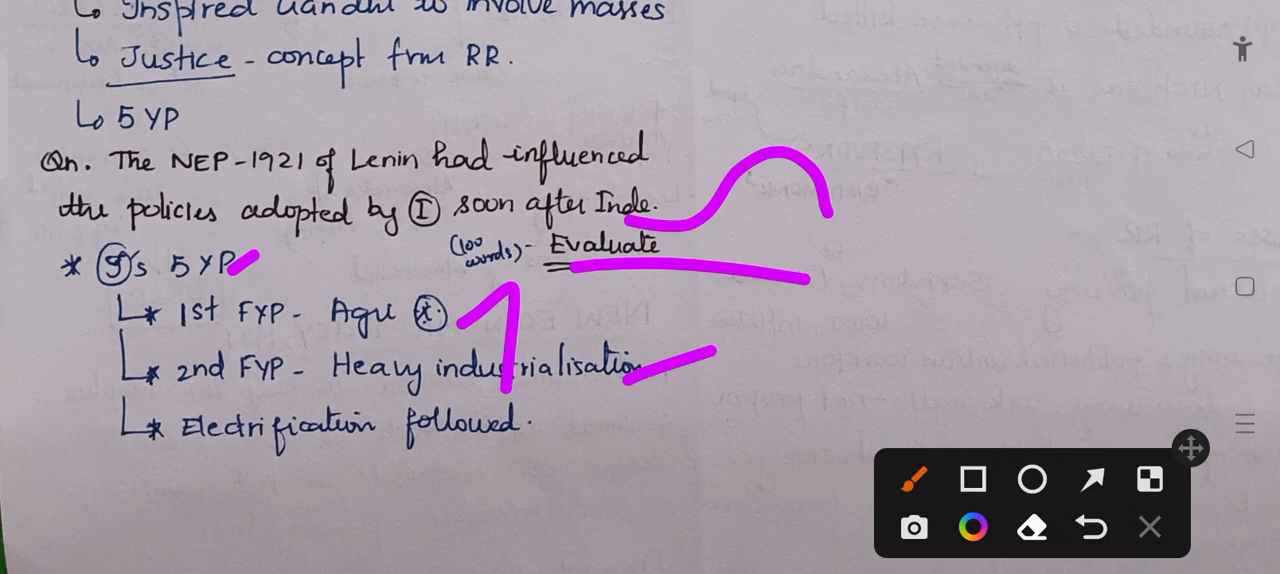 ↳ Inspired Gandhi to involve masses
↳ Justice - concept frm RR.
↳ 5 YP
Qn. The NEP-1921 of Lenin had influenced
the policies adopted by Ⓘ soon after Inde.
(100 words) - Evaluate
* Ⓘ's 5 YP
↳* 1st FYP - Agri
↳* 2nd FYP - Heavy industrialisation
↳* Electrification followed.